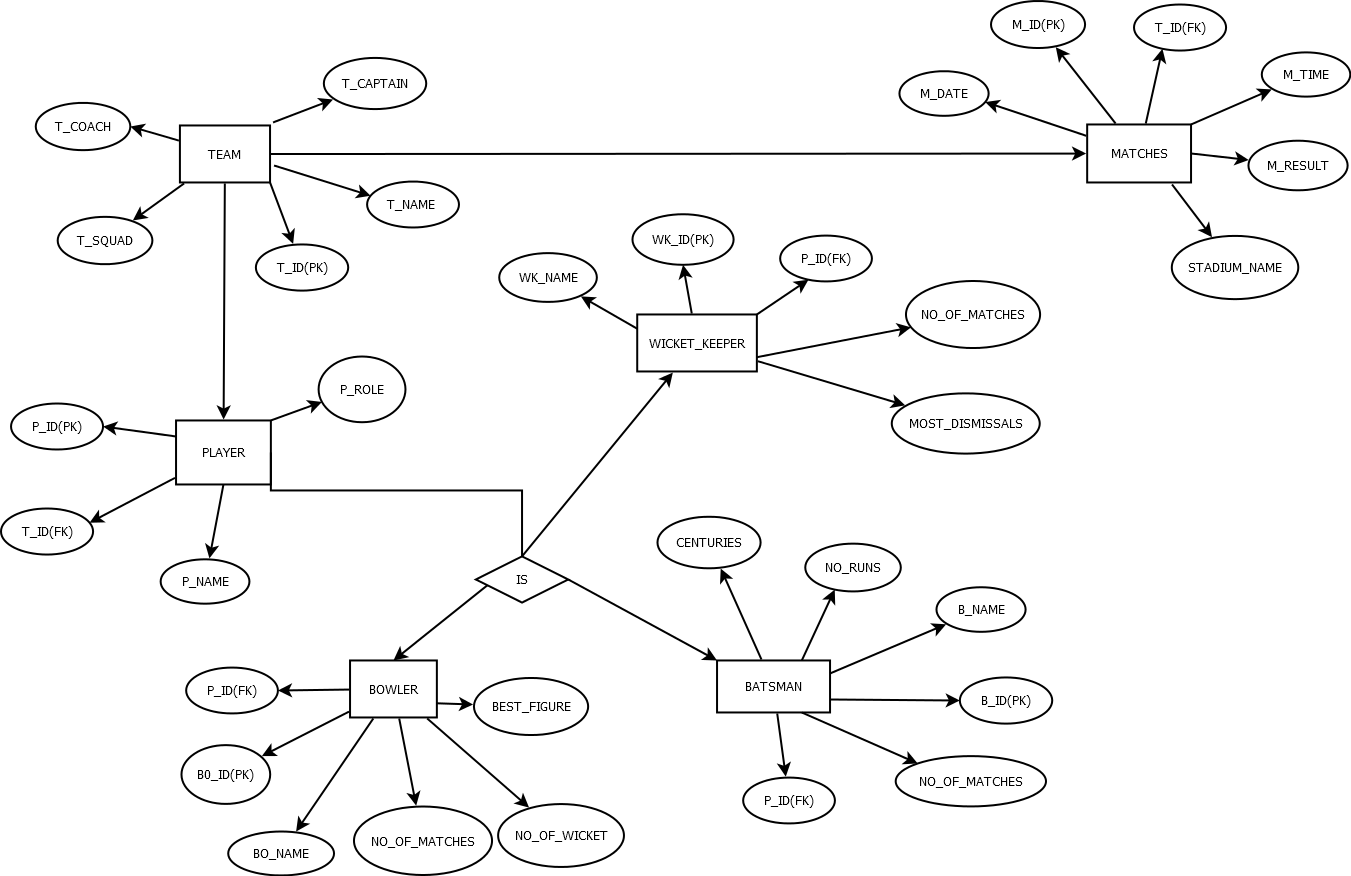 M_ID(PK)
T_ID(FK)
M_TIME
T_CAPTAIN
M_DATE
T_COACH
TEAM
MATCHES
M_RESULT
T_NAME
T_SQUAD
WK_ID(PK)
P_ID(FK)
T_ID(PK)
STADIUM_NAME
WK_NAME
NO_OF_MATCHES
WICKET_KEEPER
P_ROLE
P_ID(PK)
MOST_DISMISSALS
PLAYER
T_ID(FK)
CENTURIES
NO_RUNS
P_NAME
IS
B_NAME
P_ID(FK)
BOWLER
BATSMAN
B_ID(PK)
BEST_FIGURE
B0_ID(PK)
NO_OF_MATCHES
P_ID(FK)
BO_NAME
NO_OF_MATCHES
NO_OF_WICKET